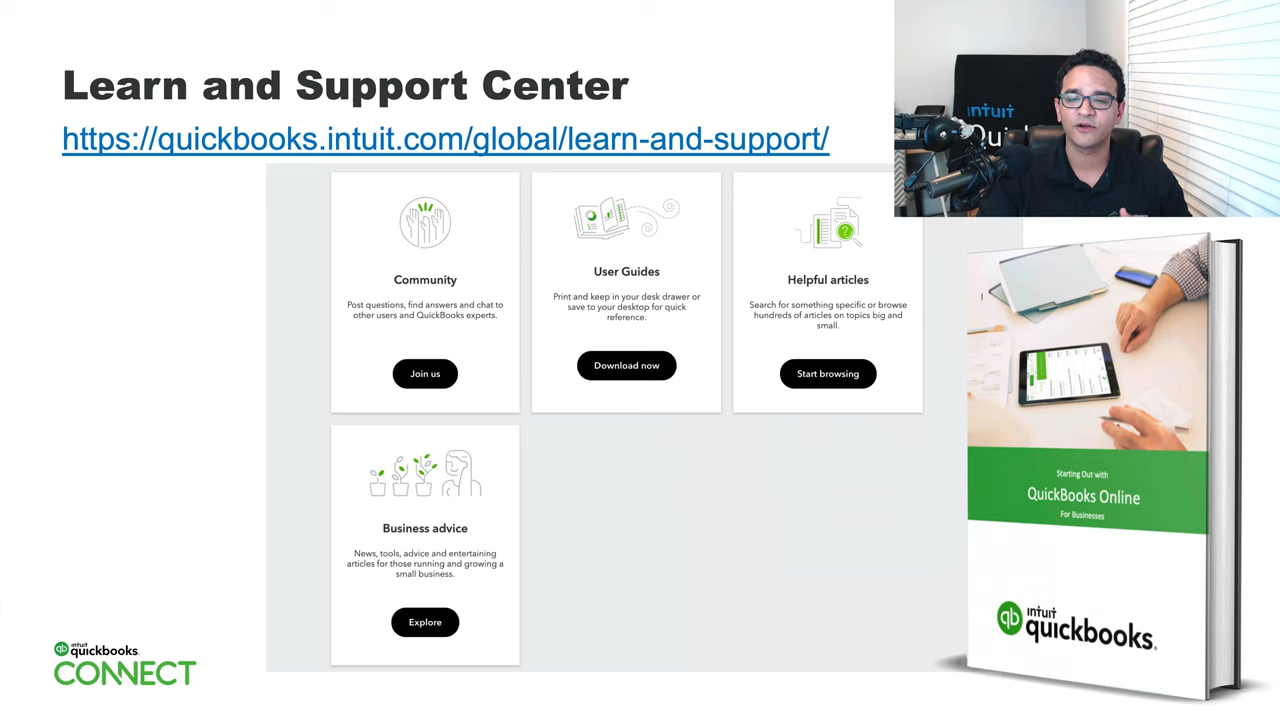 Learn and Support Center
https://quickbooks.intuit.com/global/learn-and-support/
Community
Post questions, find answers and chat to
other users and QuickBooks experts.
Join us
User Guides
Print and keep in your desk drawer or
save to your desktop for quick
reference.
Download now
Helpful articles
Search for something specific or browse
hundreds of articles on topics big and
small.
Start browsing
Business advice
News, tools, advice and entertaining
articles for those running and growing a
small business.
Explore
intuit
Qui
Starting Out with
QuickBooks Online
For Businesses
qb intuit
quickbooks.
qb intuit
quickbooks.
CONNECT